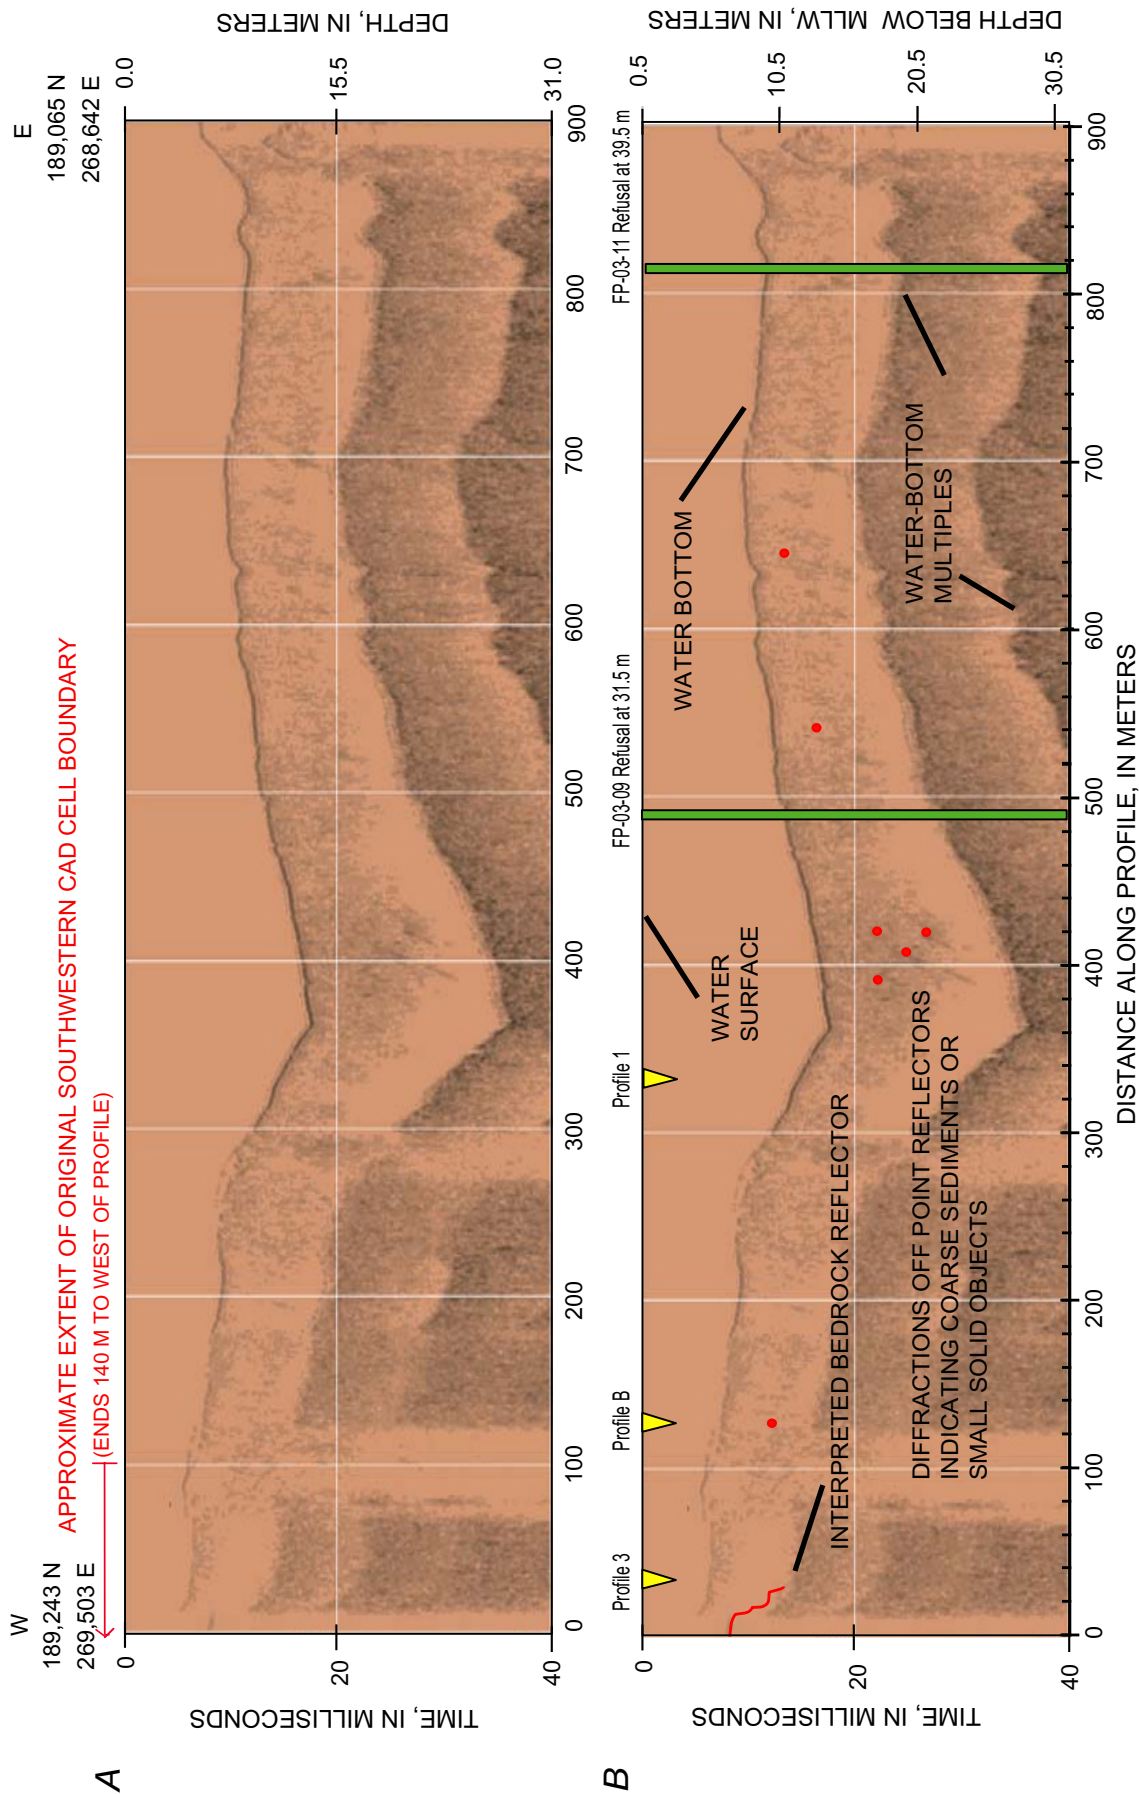 A
W
189,243 N
269,503 E
APPROXIMATE EXTENT OF ORIGINAL SOUTHWESTERN CAD CELL BOUNDARY
(ENDS 140 M TO WEST OF PROFILE)
E
189,065 N
268,642 E
TIME, IN MILLISECONDS
0
20
40
DEPTH, IN METERS
0.0
15.5
31.0
0
100
200
300
400
500
600
700
800
900
B
Profile 3
Profile B
Profile 1
FP-03-09 Refusal at 31.5 m
FP-03-11 Refusal at 39.5 m
TIME, IN MILLISECONDS
0
20
40
DEPTH BELOW MLLW, IN METERS
0.5
10.5
20.5
30.5
WATER
SURFACE
WATER BOTTOM
WATER-BOTTOM
MULTIPLES
INTERPRETED BEDROCK REFLECTOR
DIFFRACTIONS OFF POINT REFLECTORS
INDICATING COARSE SEDIMENTS OR
SMALL SOLID OBJECTS
0
100
200
300
400
500
600
700
800
900
DISTANCE ALONG PROFILE, IN METERS